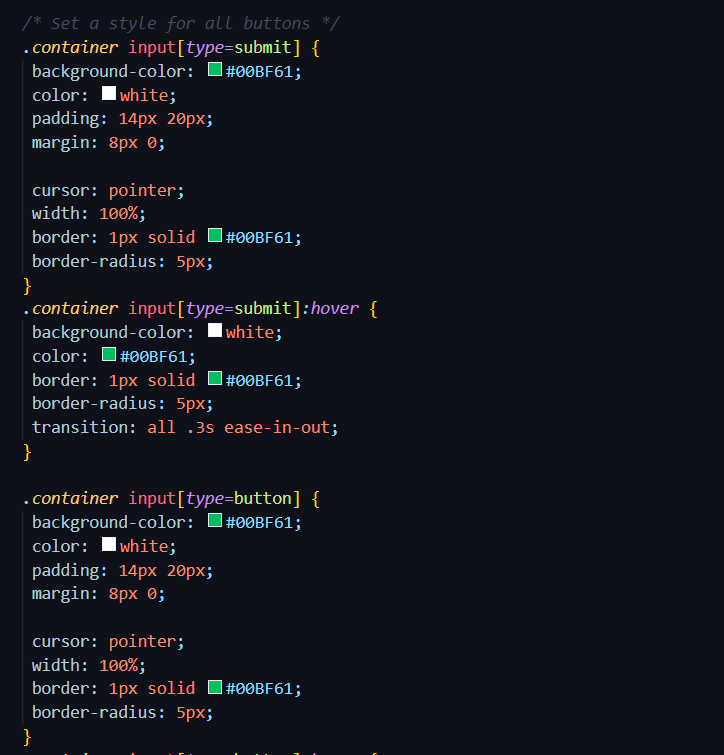 /* Set a style for all buttons */
.container input[type=submit] {
background-color: #00BF61;
color: white;
padding: 14px 20px;
margin: 8px 0;
cursor: pointer;
width: 100%;
border: 1px solid #00BF61;
border-radius: 5px;
}
.container input[type=submit]:hover {
background-color: white;
color: #00BF61;
border: 1px solid #00BF61;
border-radius: 5px;
transition: all .3s ease-in-out;
}
.container input[type=button] {
background-color: #00BF61;
color: white;
padding: 14px 20px;
margin: 8px 0;
cursor: pointer;
width: 100%;
border: 1px solid #00BF61;
border-radius: 5px;
}